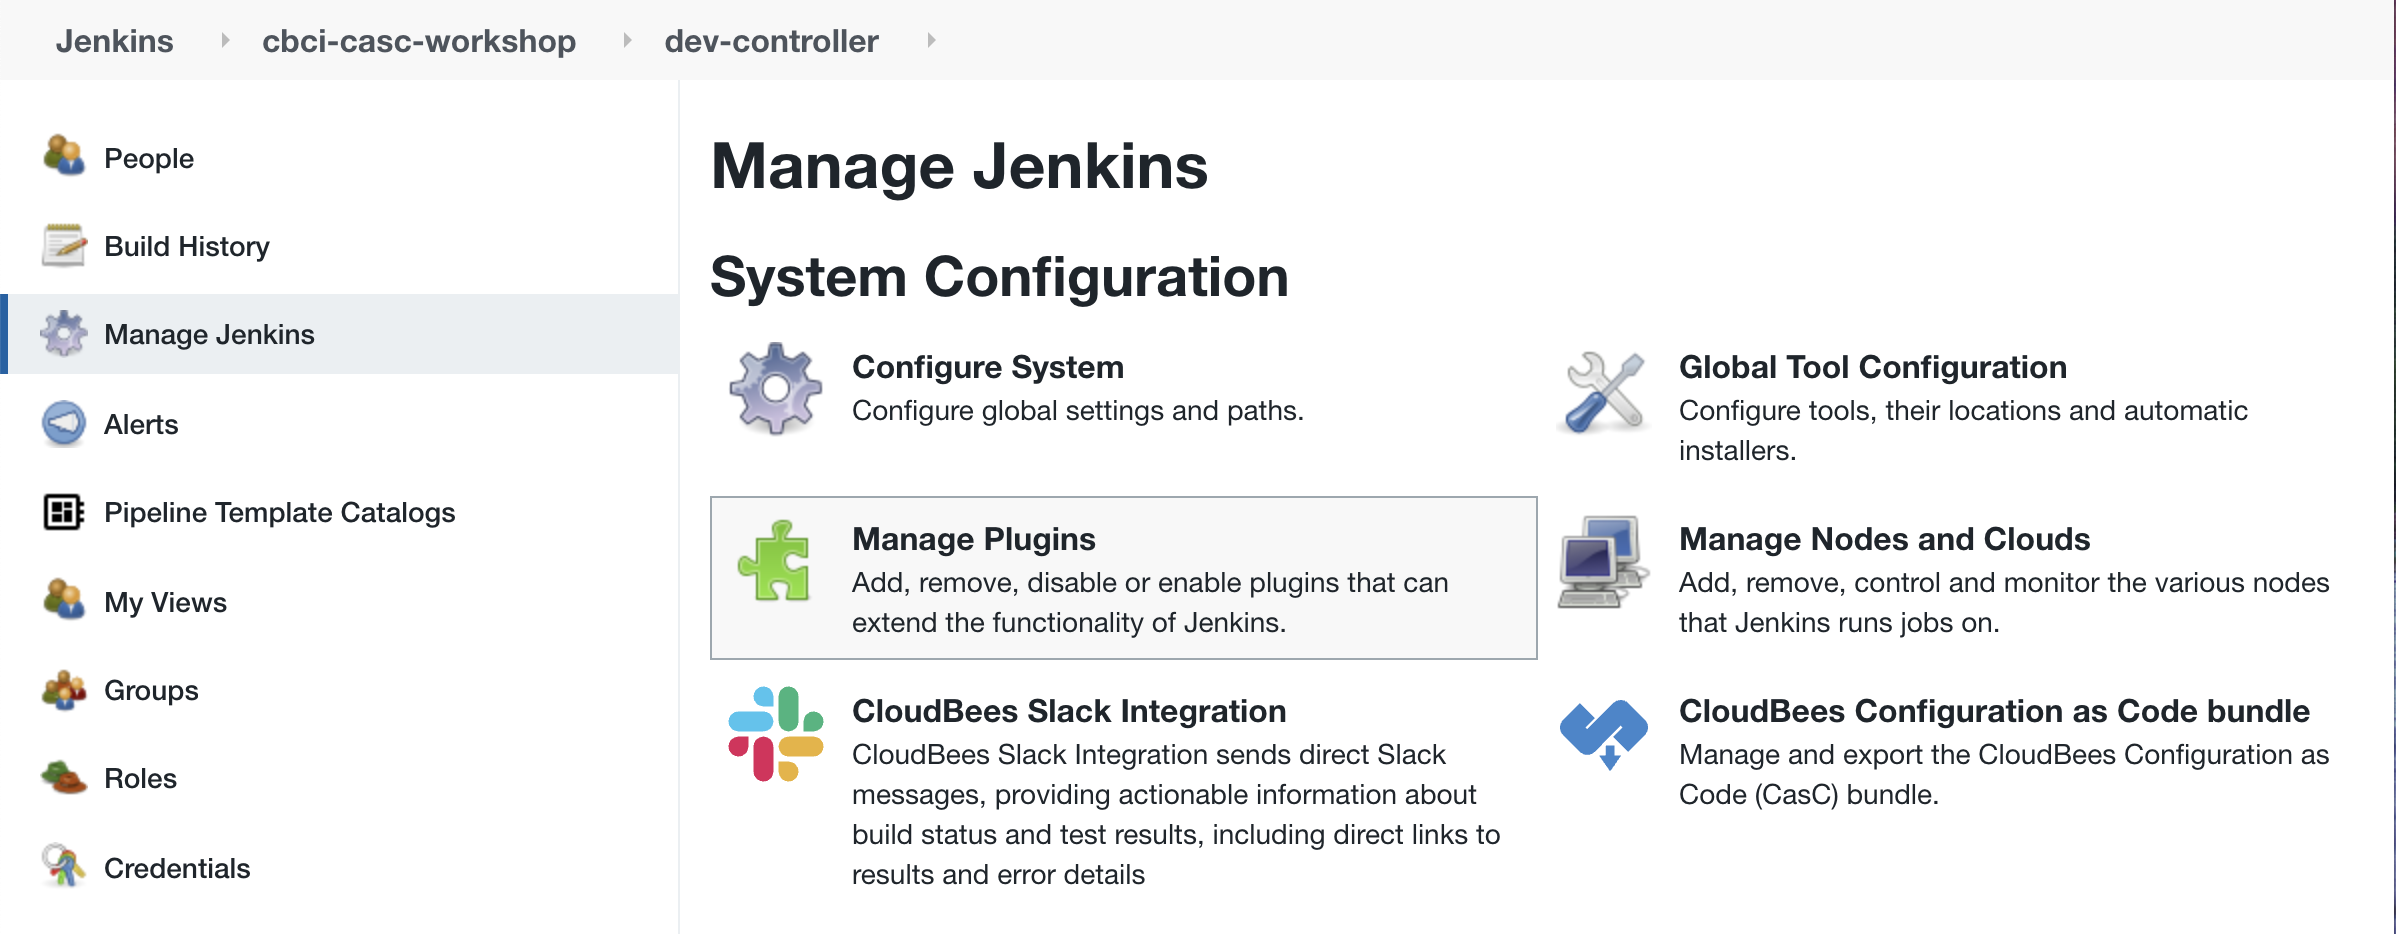 Jenkins cbci-casc-workshop dev-controller
People
Build History
Manage Jenkins
Alerts
Pipeline Template Catalogs
My Views
Groups
Roles
Credentials
Manage Jenkins
System Configuration
Configure System
Configure global settings and paths.
Global Tool Configuration
Configure tools, their locations and automatic
installers.
Manage Plugins
Add, remove, disable or enable plugins that can
extend the functionality of Jenkins.
Manage Nodes and Clouds
Add, remove, control and monitor the various nodes
that Jenkins runs jobs on.
CloudBees Slack Integration
CloudBees Slack Integration sends direct Slack
messages, providing actionable information about
build status and test results, including direct links to
results and error details
CloudBees Configuration as Code bundle
Manage and export the CloudBees Configuration as
Code (CasC) bundle.